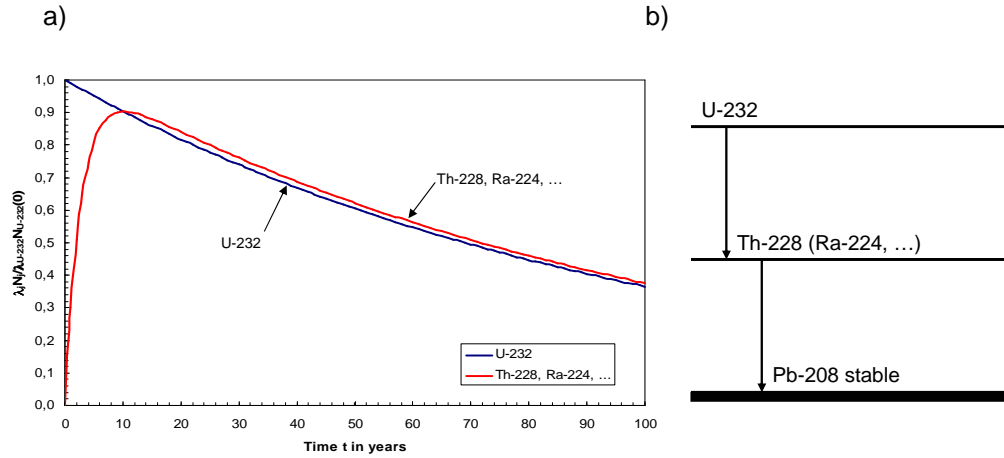 a)
b)
λjNj/λU-232NU-232(0)
1,0
0,9
0,8
0,7
0,6
0,5
0,4
0,3
0,2
0,1
0,0
0 10 20 30 40 50 60 70 80 90 100
Time t in years
Th-228, Ra-224, ...
U-232
U-232
Th-228, Ra-224, ...
U-232
Th-228 (Ra-224, ...)
Pb-208 stable